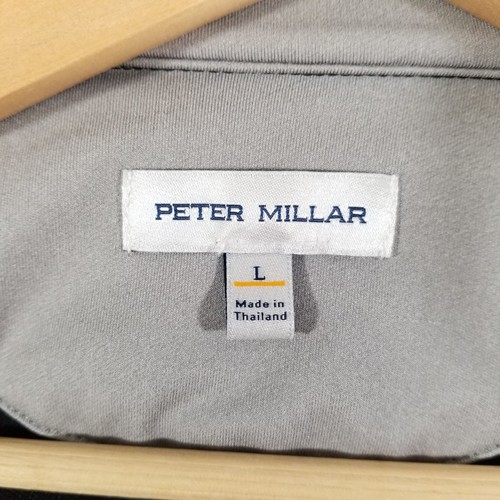 PETER MILLAR
L
Made in
Thailand